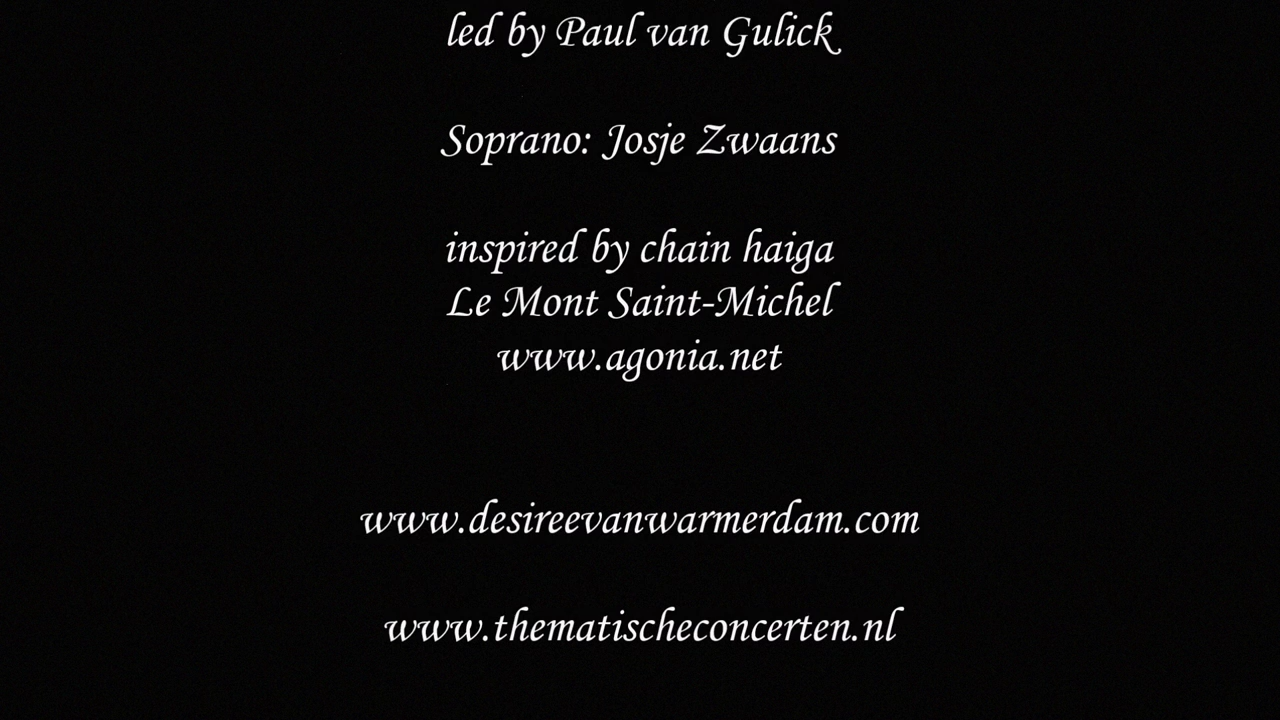 led by Paul van Gulick
Soprano: Josje Zwaans
inspired by chain haiga
Le Mont Saint-Michel
www.agonia.net
www.desireevanwarmerdam.com
www.thematischeconcerten.nl